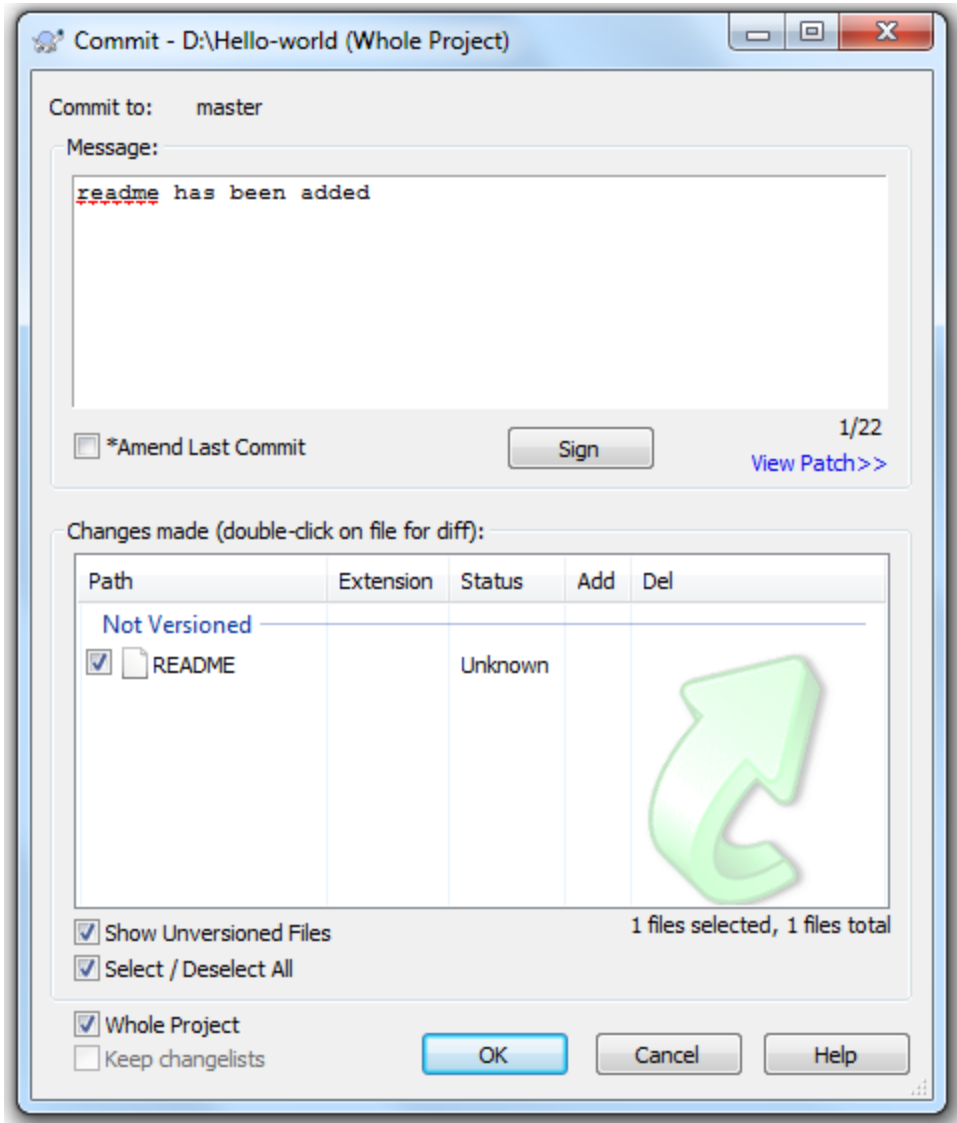 Commit - D:\Hello-world (Whole Project)
Commit to: master
Message:
readme has been added
*Amend Last Commit
Sign
1/22
View Patch>>
Changes made (double-click on file for diff):
Path Extension Status Add Del
Not Versioned
README Unknown
Show Unversioned Files
1 files selected, 1 files total
Select / Deselect All
Whole Project
Keep changelists
OK Cancel Help